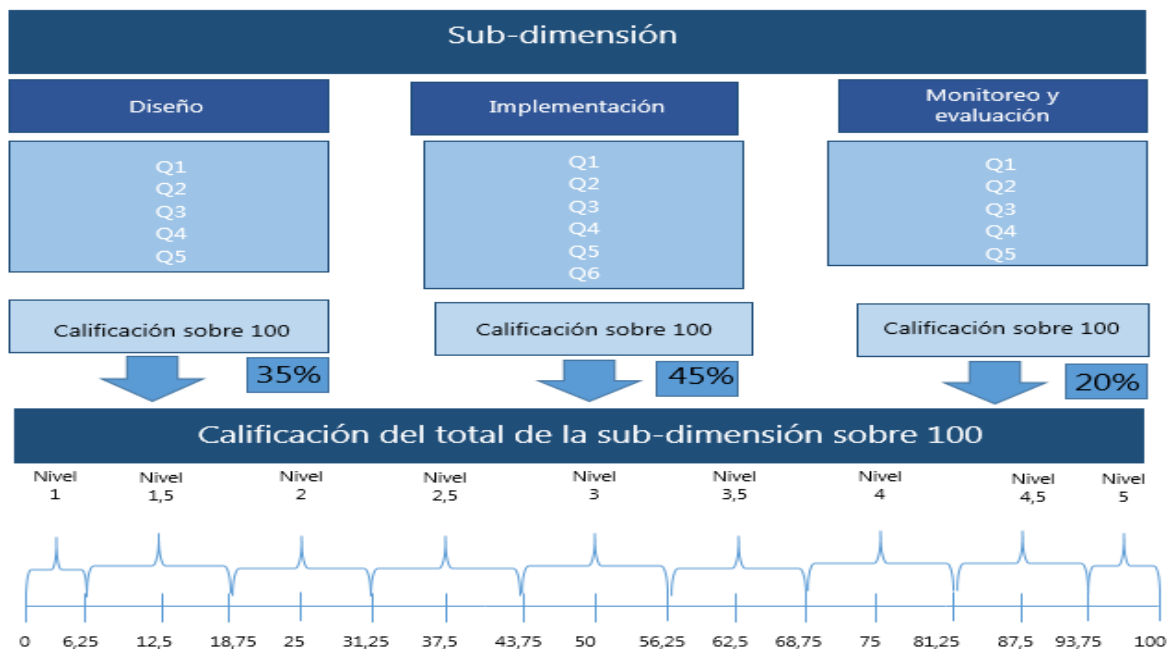 Sub-dimensión
Diseño
Implementación
Monitoreo y
evaluación
Q1
Q2
Q3
Q4
Q5
Q1
Q2
Q3
Q4
Q5
Q6
Q1
Q2
Q3
Q4
Q5
Calificación sobre 100
Calificación sobre 100
Calificación sobre 100
35%
45%
20%
Calificación del total de la sub-dimensión sobre 100
Nivel
1
Nivel
1,5
Nivel
2
Nivel
2,5
Nivel
3
Nivel
3,5
Nivel
4
Nivel
4,5
Nivel
5
0 6,25 12,5 18,75 25 31,25 37,5 43,75 50 56,25 62,5 68,75 75 81,25 87,5 93,75 100